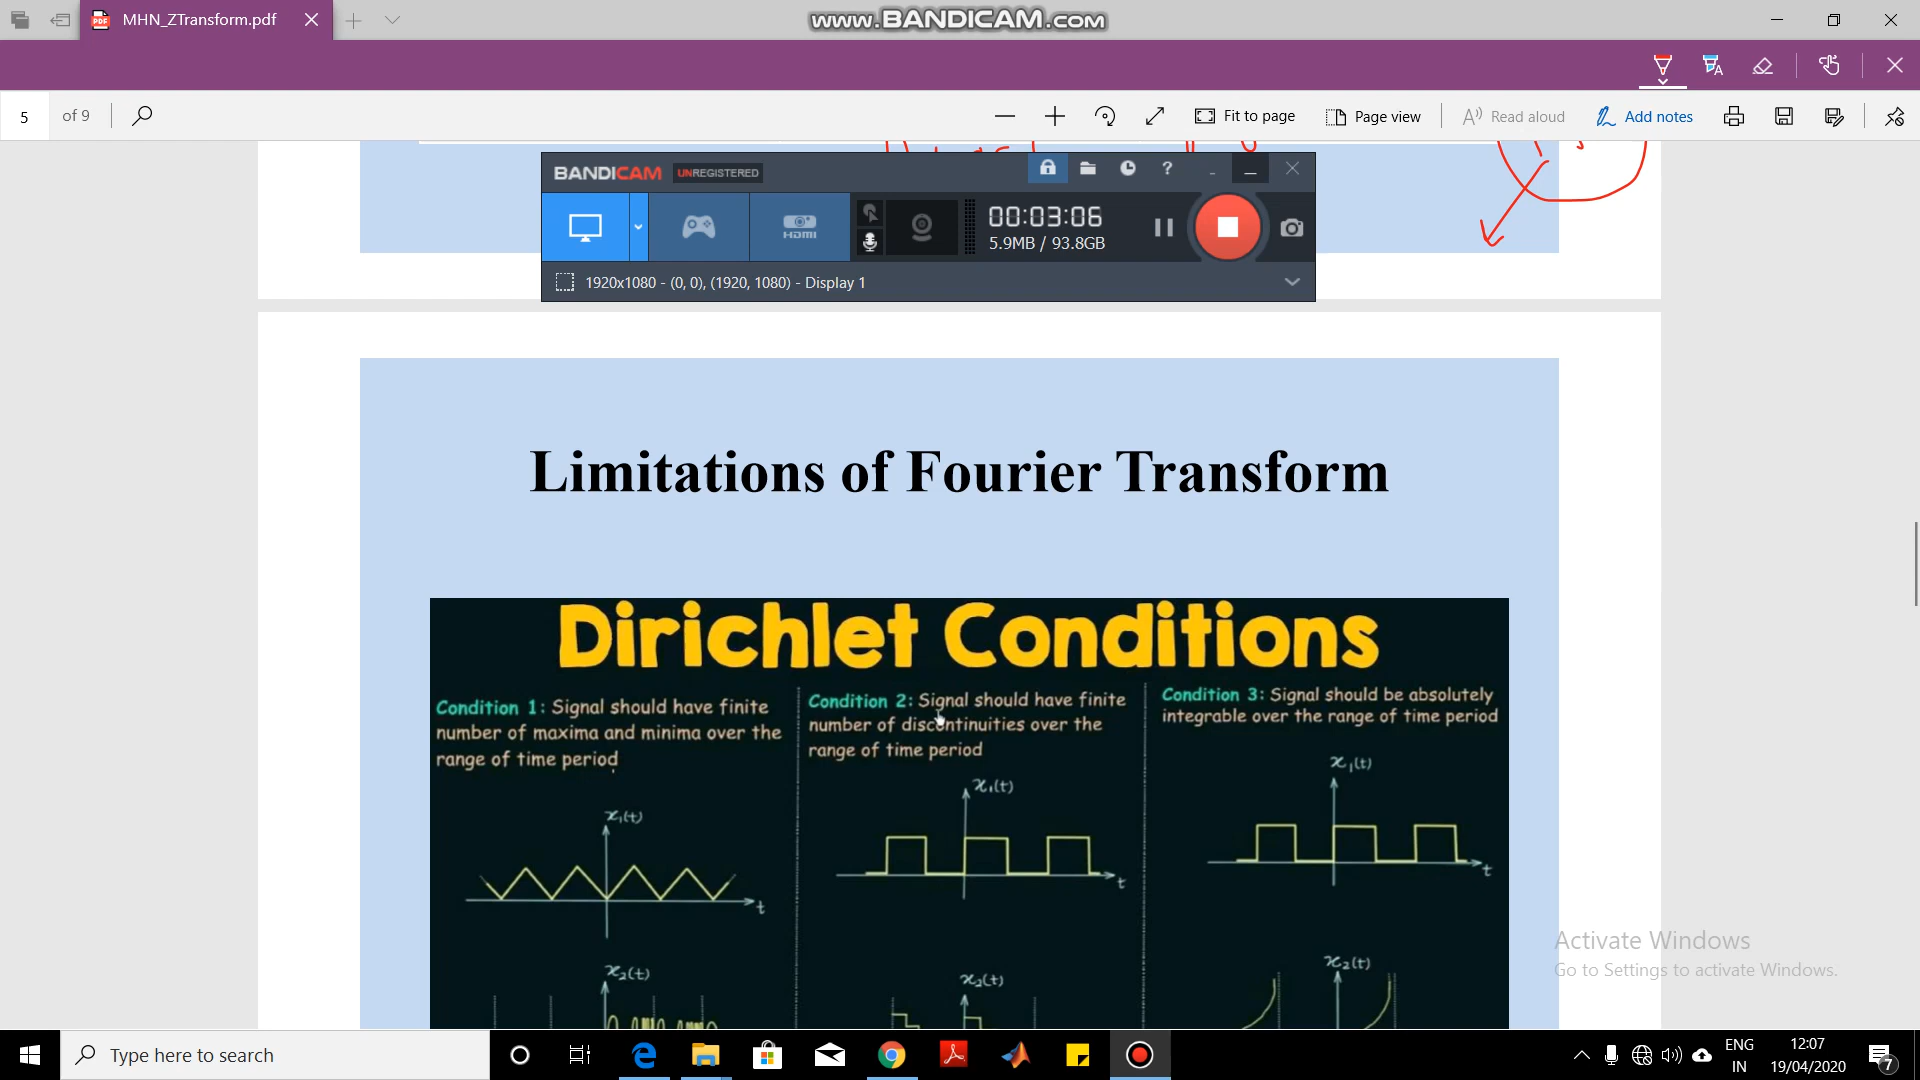 MHN_ZTransform.pdf
www.BANDICAM.com
5 of 9
Fit to page
Page view
Read aloud
Add notes
BANDICAM UNREGISTERED
HDMI
00:03:06
5.9MB / 93.8GB
1920x1080 - (0, 0), (1920, 1080) - Display 1
Limitations of Fourier Transform
Dirichlet Conditions
Condition 1: Signal should have finite
number of maxima and minima over the
range of time period
x₁(t)
t
x₂(t)
Condition 2: Signal should have finite
number of discontinuities over the
range of time period
x₁(t)
t
x₂(t)
Condition 3: Signal should be absolutely
integrable over the range of time period
x₁(t)
t
x₂(t)
Activate Windows
Go to Settings to activate Windows.
Type here to search
ENG
IN
12:07
19/04/2020
7